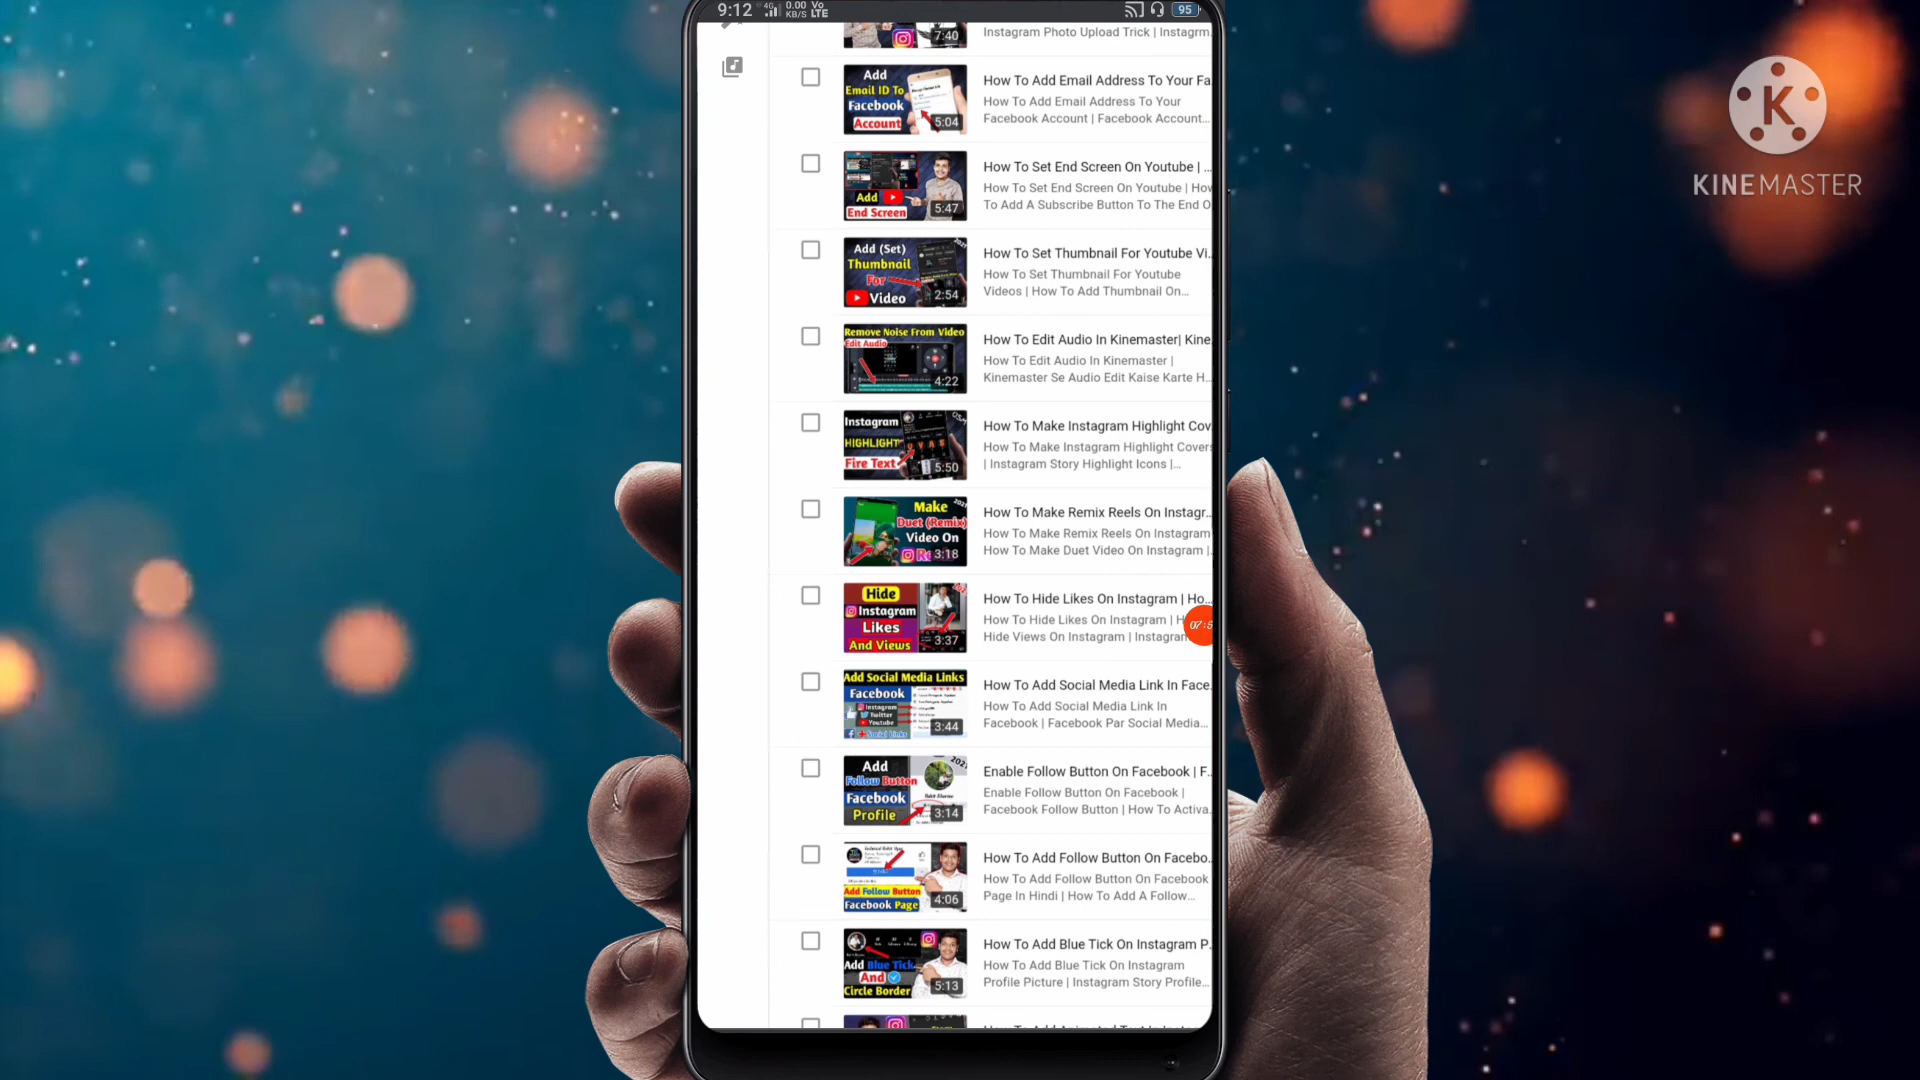 9:12
4G
0.00
KB/S
Vo
LTE
95
7:40
Instagram Photo Upload Trick | Instagrm
KINEMASTER
K
Add
Email ID To
Facebook
Account
5:04
How To Add Email Address To Your Fa
How To Add Email Address To Your
Facebook Account | Facebook Account...
Add
End Screen
5:47
How To Set End Screen On Youtube | ...
How To Set End Screen On Youtube | How
To Add A Subscribe Button To The End O
Add (Set)
Thumbnail
For
Video
2021
2:54
How To Set Thumbnail For Youtube Vi...
How To Set Thumbnail For Youtube
Videos | How To Add Thumbnail On...
Remove Noise From Video
Edit Audio
4:22
How To Edit Audio In Kinemaster| Kine
How To Edit Audio In Kinemaster |
Kinemaster Se Audio Edit Kaise Karte H...
Instagram
HIGHLIGHT
Fire Text
5:50
How To Make Instagram Highlight Cov
How To Make Instagram Highlight Covers
| Instagram Story Highlight Icons |...
Make
Duet (Remix)
Video On
2021
3:18
How To Make Remix Reels On Instagr...
How To Make Remix Reels On Instagram
How To Make Duet Video On Instagram |
Hide
Instagram
Likes
And Views
3:37
How To Hide Likes On Instagram | Ho...
How To Hide Likes On Instagram | H
Hide Views On Instagram | Instagram
07:5
Add Social Media Links
Facebook
Instagram
Twitter
Youtube
Social Links
3:44
How To Add Social Media Link In Face
How To Add Social Media Link In
Facebook | Facebook Par Social Media...
Add
Follow Button
Facebook
Profile
2021
3:14
Enable Follow Button On Facebook | F...
Enable Follow Button On Facebook |
Facebook Follow Button | How To Activa
Add Follow Button
Facebook Page
4:06
How To Add Follow Button On Facebo...
How To Add Follow Button On Facebook
Page In Hindi | How To Add A Follow...
Add Blue Tick
And
Circle Border
5:13
How To Add Blue Tick On Instagram P
How To Add Blue Tick On Instagram
Profile Picture | Instagram Story Profile...